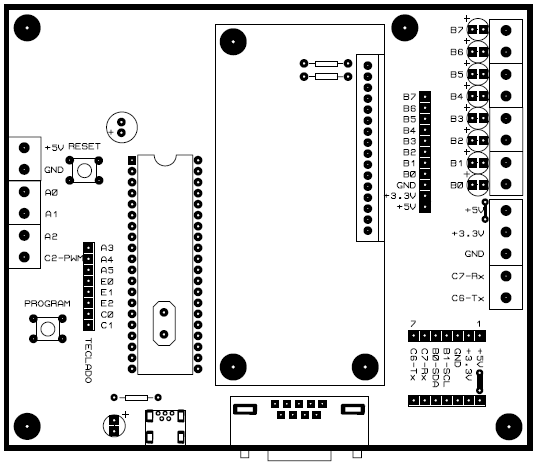 +5V
GND
A0
A1
A2
C2-PWM
RESET
PROGRAM
A3
A4
A5
E0
E1
E2
C0
C1
TECLADO
+
+
B7
B6
B5
B4
B3
B2
B1
B0
GND
+3.3V
+5V
+
B7
+
B6
+
B5
+
B4
+
B3
+
B2
+
B1
+
B0
+5V
+3.3V
GND
C7-Rx
C6-Tx
7 1
C6-Tx
C7-Rx
B0-SDA
B1-SCL
GND
+3.3V
+5V